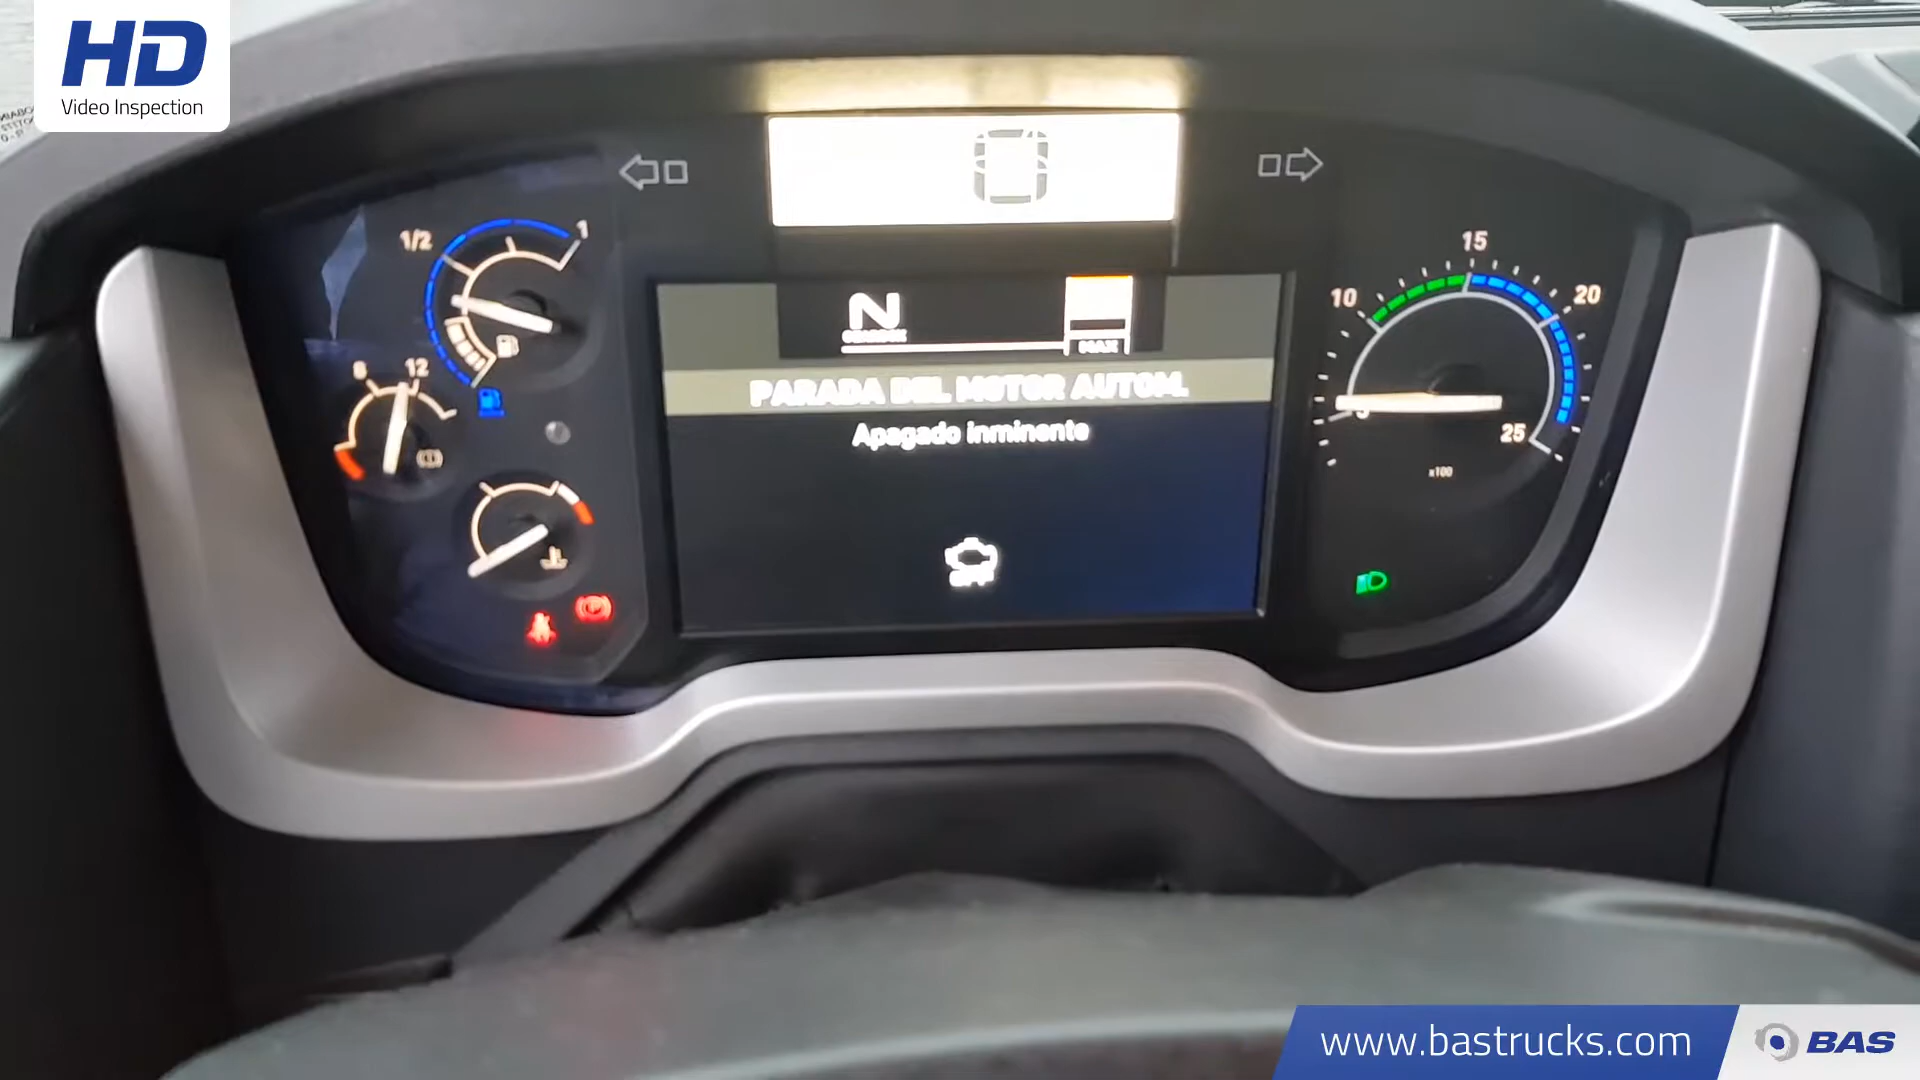 HD
Video Inspection
1/2
1
8
12
N
MAX
PARADA DEL MOTOR AUTOM.
Apagado inminente
OFF
10
15
20
25
x100
www.bastrucks.com
BAS